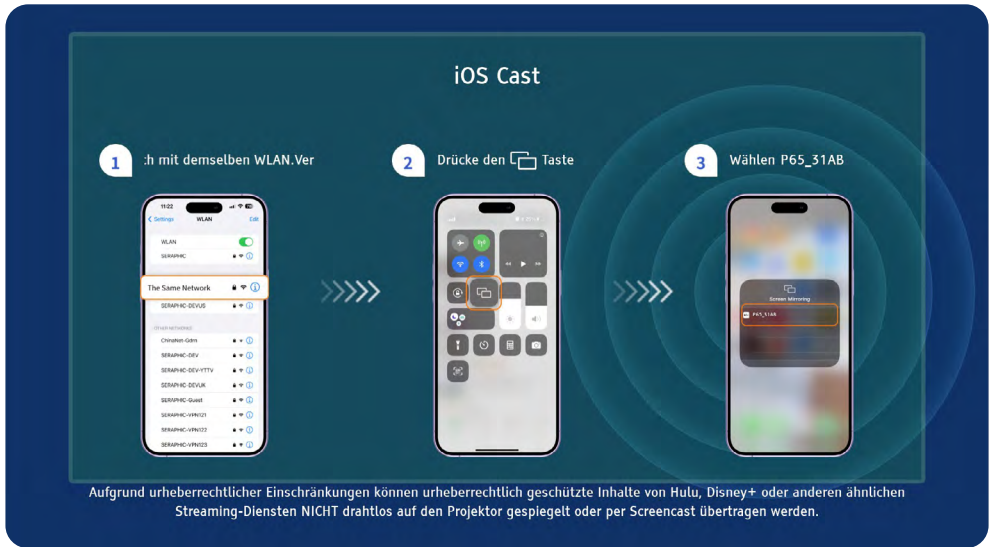 iOS Cast
1
:h mit demselben WLAN.Ver
2
Drücke den Taste
3
Wählen P65_31AB
11:22
Settings WLAN Edit
WLAN
SERAPHIC
The Same Network
SERAPHIC-DEVUS
OTHER NETWORKS
ChinaNet-Gdim
SERAPHIC-DEV
SERAPHIC-DEV-YTTV
SERAPHIC-DEVUK
SERAPHIC-Guest
SERAPHIC-VPN121
SERAPHIC-VPN122
SERAPHIC-VPN123
Screen Mirroring
P65_31AB
Aufgrund urheberrechtlicher Einschränkungen können urheberrechtlich geschützte Inhalte von Hulu, Disney+ oder anderen ähnlichen
Streaming-Diensten NICHT drahtlos auf den Projektor gespiegelt oder per Screencast übertragen werden.